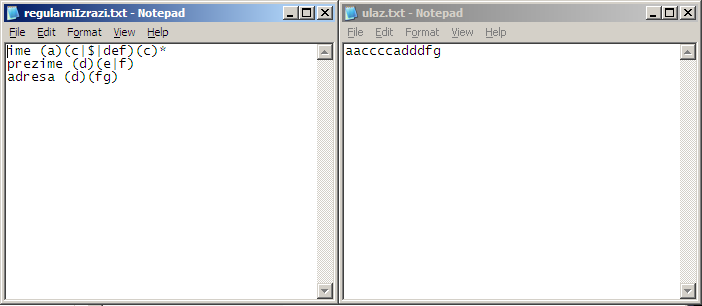 regularniIzrazi.txt - Notepad
File Edit Format View Help
ime (a)(c|$|def)(c)*
prezime (d)(e|f)
adresa (d)(fg)
ulaz.txt - Notepad
File Edit Format View Help
aaccccadddfg